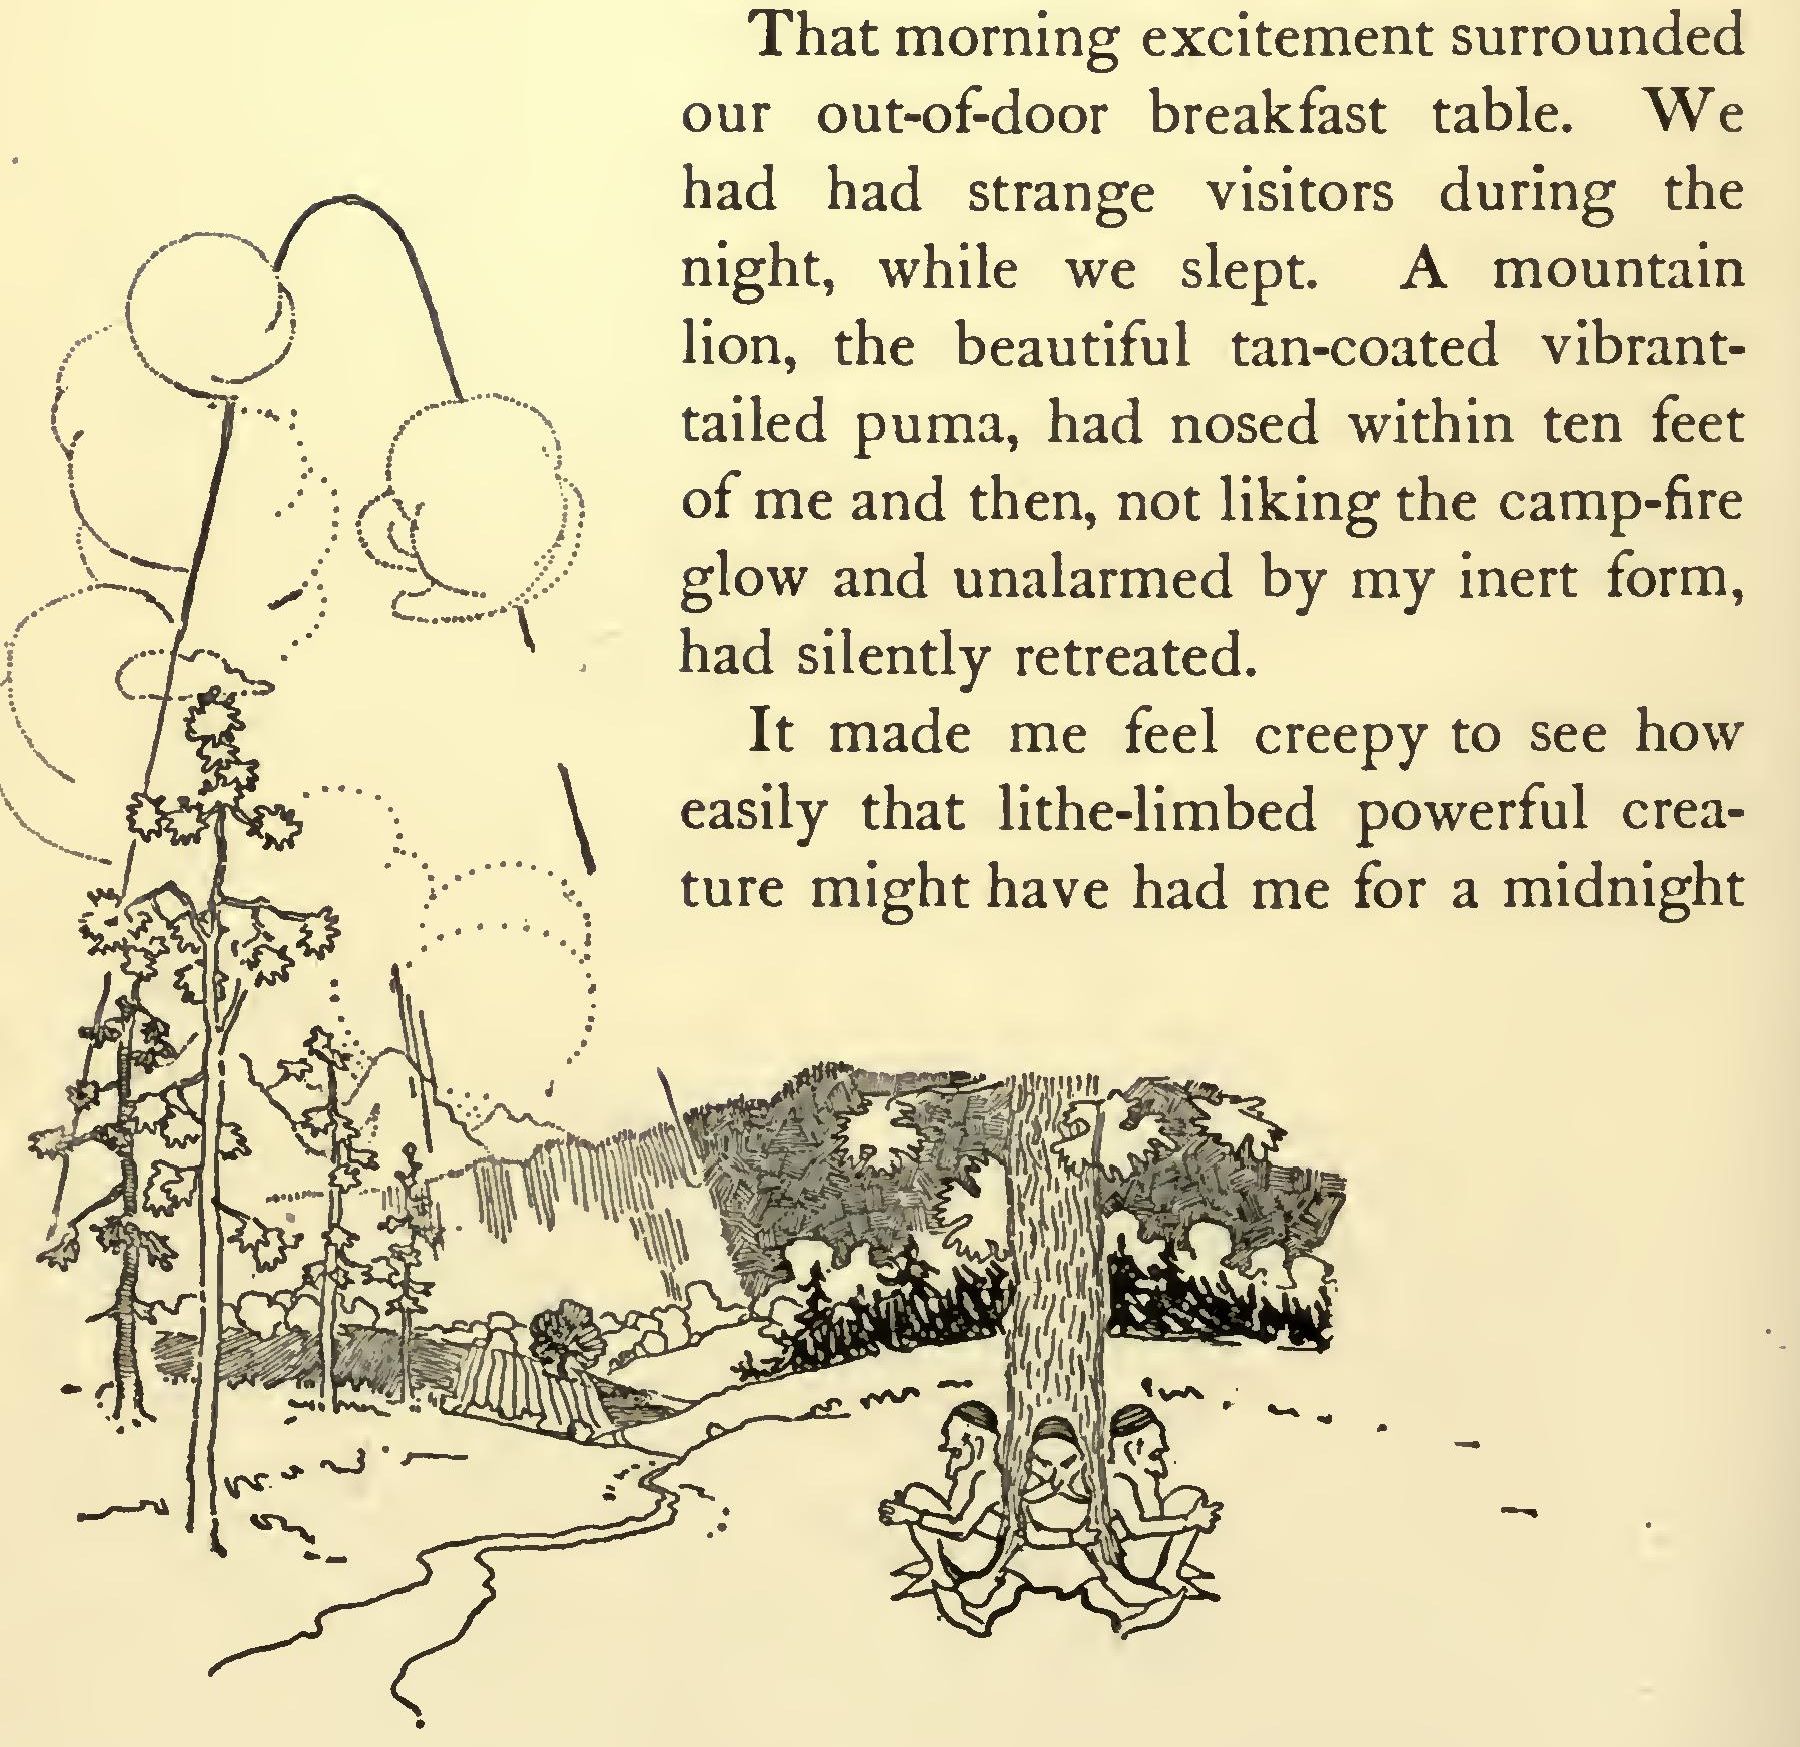 That morning excitement surrounded
our out-of-door breakfast table. We
had had strange visitors during the
night, while we slept. A mountain
lion, the beautiful tan-coated vibrant-
tailed puma, had nosed within ten feet
of me and then, not liking the camp-fire
glow and unalarmed by my inert form,
had silently retreated.
It made me feel creepy to see how
easily that lithe-limbed powerful crea-
ture might have had me for a midnight